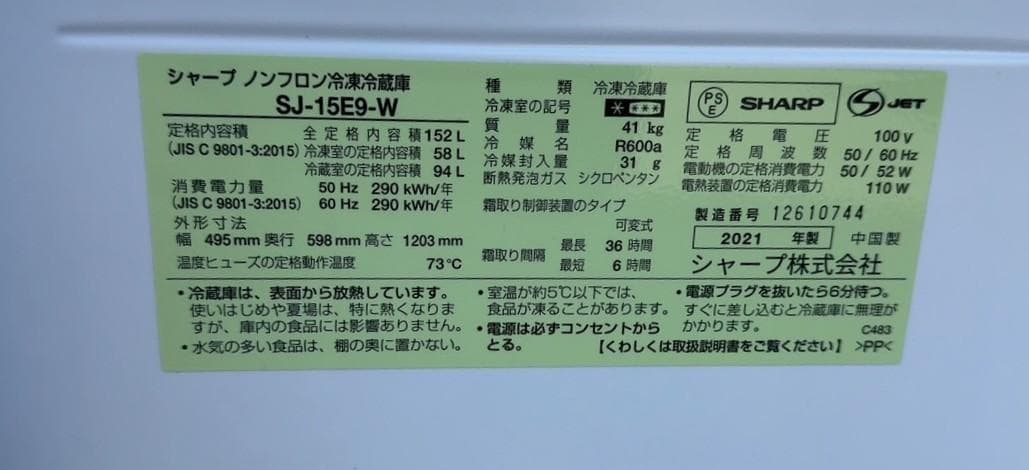 シャープ ノンフロン冷凍冷蔵庫
SJ-15E9-W
定格内容積 全定格内容積 152 L
(JIS C 9801-3:2015) 冷凍室の定格内容積 58 L
冷蔵室の定格内容積 94 L
消費電力量 50 Hz 290 kWh/年
(JIS C 9801-3:2015) 60 Hz 290 kWh/年
外形寸法
幅 495 mm 奥行 598 mm 高さ 1203 mm
温度ヒューズの定格動作温度 73℃
種類 冷凍冷蔵庫
冷凍室の記号 * ***
質量 41 kg
冷媒名 R600a
冷媒封入量 31 g
断熱発泡ガス シクロペンタン
霜取り制御装置のタイプ
可変式
霜取り間隔 最長 36 時間
最短 6 時間
PSE SHARP S JET
定格電圧 100 V
定格周波数 50 / 60 Hz
電動機の定格消費電力 50 / 52 W
電熱装置の定格消費電力 110 W
製造番号 12610744
2021 年製 中国製
シャープ株式会社
・冷蔵庫は、表面から放熱しています。
使いはじめや夏場は、特に熱くなりま
すが、庫内の食品には影響ありません。
・水気の多い食品は、棚の奥に置かない。
・室温が約5℃以下では、
食品が凍ることがあります。
・電源は必ずコンセントから
とる。
・電源プラグを抜いたら6分待つ。
すぐに差し込むと冷蔵庫に無理が
かかります。
C483
【くわしくは取扱説明書をご覧ください】 >PP<